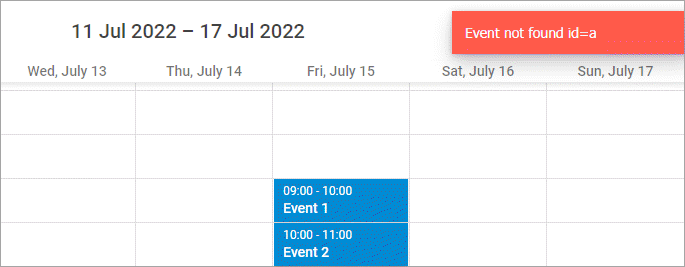 11 Jul 2022 – 17 Jul 2022
Event not found id=a
Wed, July 13 Thu, July 14 Fri, July 15 Sat, July 16 Sun, July 17
09:00 - 10:00
Event 1
10:00 - 11:00
Event 2